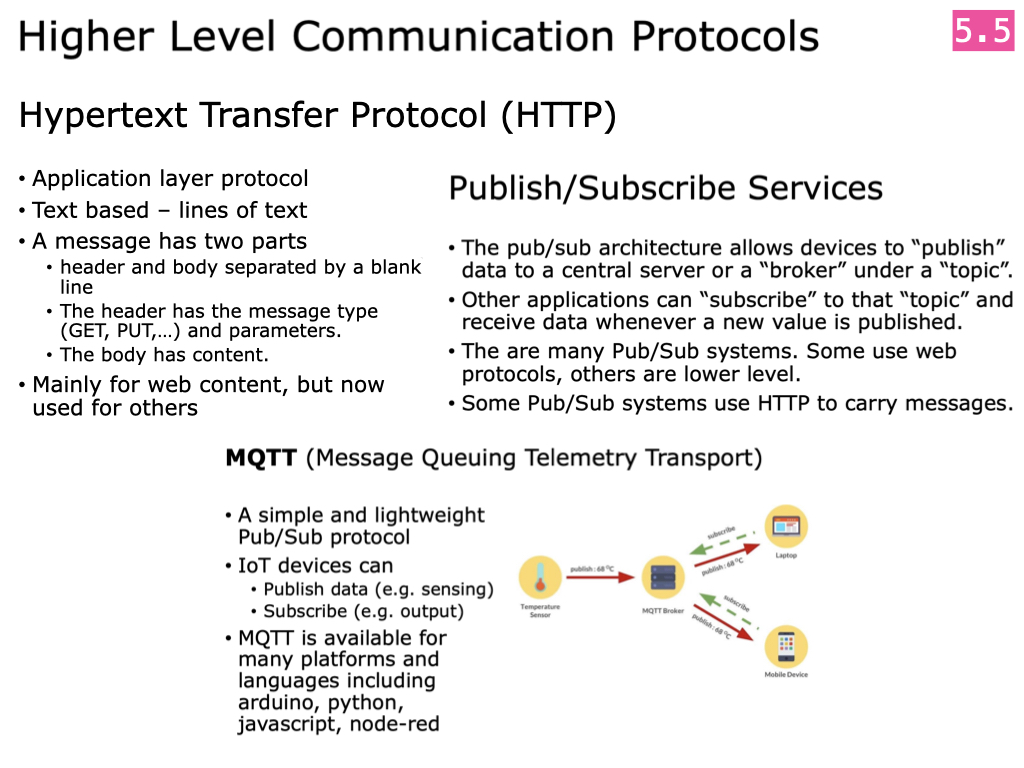 Higher Level Communication Protocols
5.5
Hypertext Transfer Protocol (HTTP)
• Application layer protocol
• Text based – lines of text
• A message has two parts
• header and body separated by a blank
line
• The header has the message type
(GET, PUT,...) and parameters.
• The body has content.
• Mainly for web content, but now
used for others
Publish/Subscribe Services
• The pub/sub architecture allows devices to “publish”
data to a central server or a “broker” under a “topic”.
• Other applications can “subscribe” to that “topic” and
receive data whenever a new value is published.
• The are many Pub/Sub systems. Some use web
protocols, others are lower level.
• Some Pub/Sub systems use HTTP to carry messages.
MQTT (Message Queuing Telemetry Transport)
• A simple and lightweight
Pub/Sub protocol
• IoT devices can
• Publish data (e.g. sensing)
• Subscribe (e.g. output)
• MQTT is available for
many platforms and
languages including
arduino, python,
javascript, node-red
Temperature
Sensor
publish : 68 °C
MQTT Broker
subscribe
publish : 68 °C
Laptop
subscribe
publish : 68 °C
Mobile Device